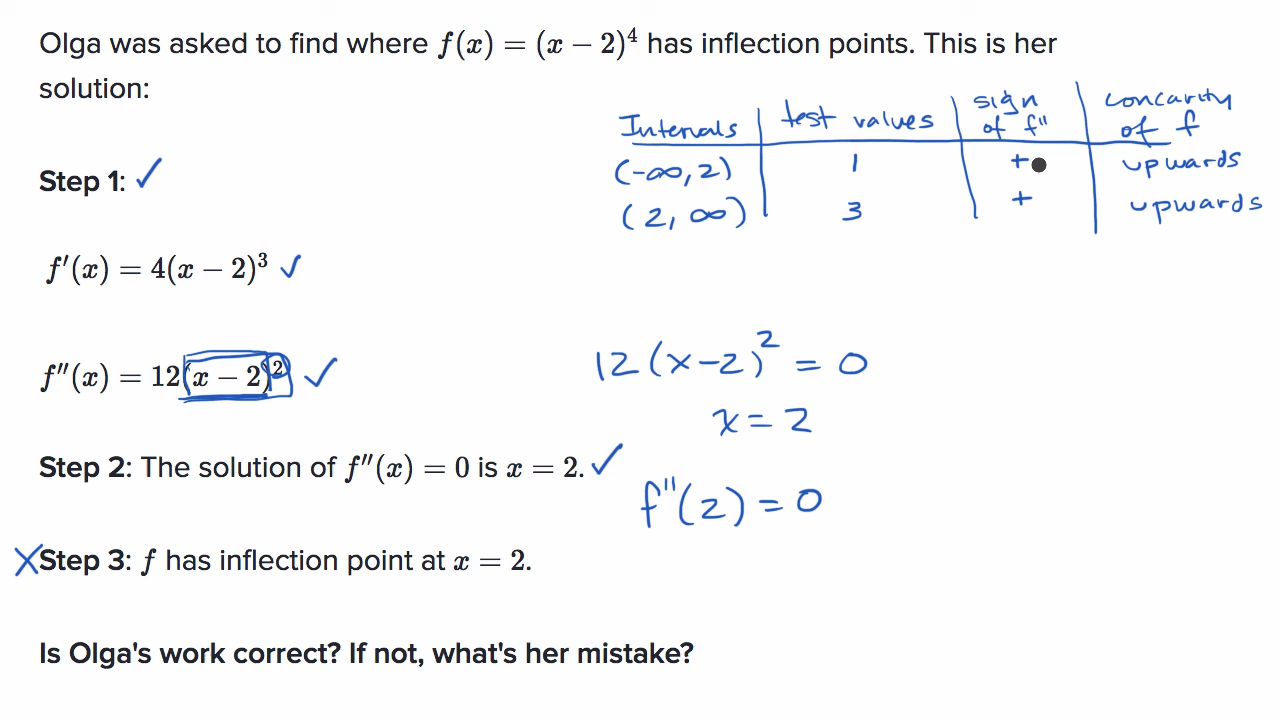 Olga was asked to find where f(x) = (x − 2)⁴ has inflection points. This is her
solution:
Intervals | test values | sign of f'' | concavity of f
(-∞, 2) | 1 | + | upwards
(2, ∞) | 3 | + | upwards
Step 1: ✓
f′(x) = 4(x − 2)³ ✓
f″(x) = 12(x − 2)² ✓
12(x-2)² = 0
x = 2
Step 2: The solution of f″(x) = 0 is x = 2. ✓
f''(2) = 0
X Step 3: f has inflection point at x = 2.
Is Olga's work correct? If not, what's her mistake?